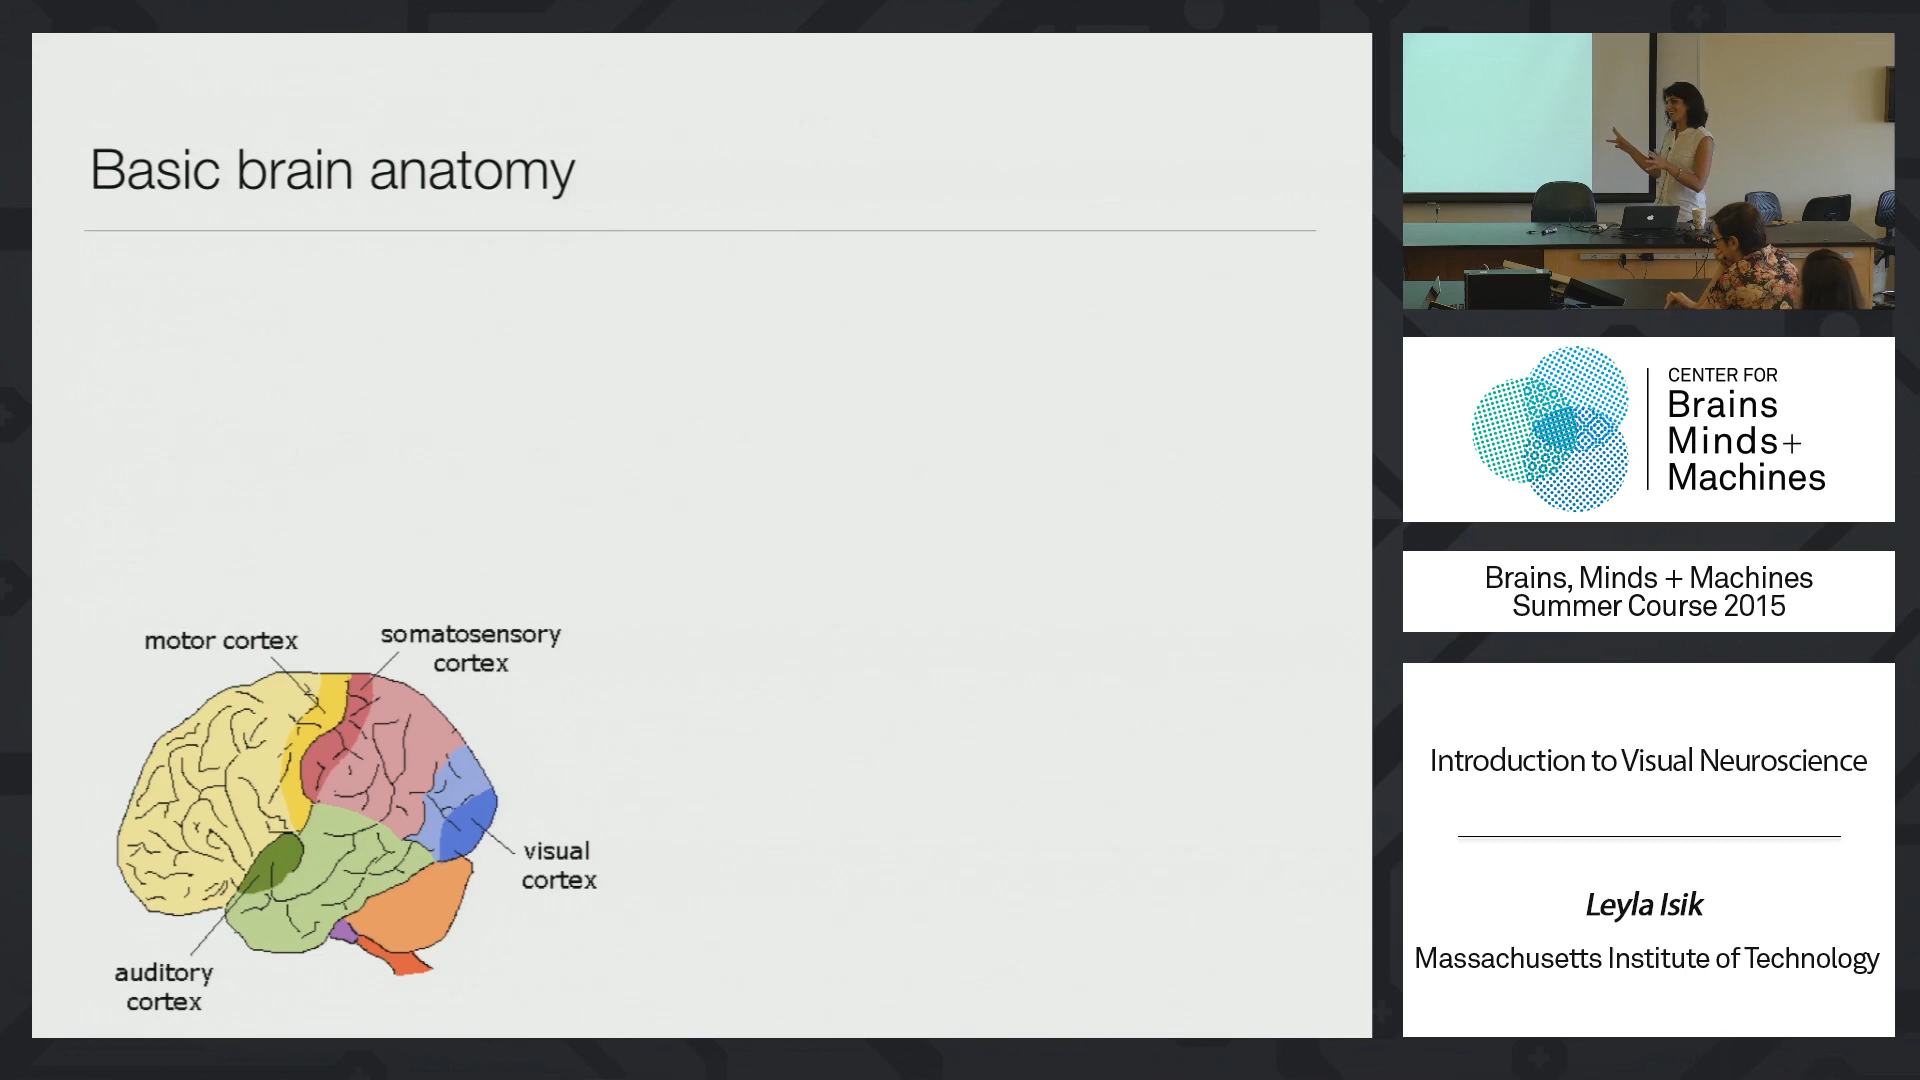 Basic brain anatomy
motor cortex
somatosensory
cortex
visual
cortex
auditory
cortex
CENTER FOR
Brains
Minds+
Machines
Brains, Minds + Machines
Summer Course 2015
Introduction to Visual Neuroscience
Leyla Isik
Massachusetts Institute of Technology